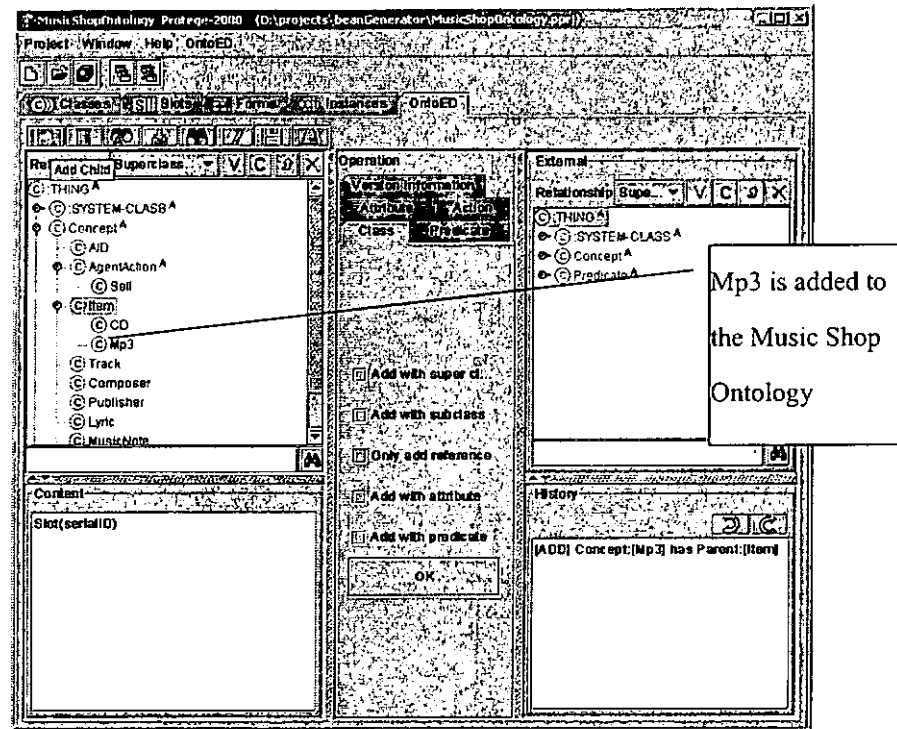 MusicShopOntology Protege-2000 (D:\projects\beanGenerator\MusicShopOntology.pprj)
Project Window Help OntoED
Classes Slots Forms Instances OntoED
Add Child Superclass V C X
:THING A
:SYSTEM-CLASS A
Concept A
AID
AgentAction A
Sell
Item
CD
Mp3
Track
Composer
Publisher
Lyric
MusicNote
Content
Slot(serialID)
Operation
Version Information
Attribute Action
Class Predicate
Add with super cl...
Add with subclass
Only add reference
Add with attribute
Add with predicate
OK
External
Relationship Supe... V C X
:THING A
:SYSTEM-CLASS A
Concept A
Predicate A
History
[ADD] Concept:[Mp3] has Parent:[Item]
Mp3 is added to
the Music Shop
Ontology